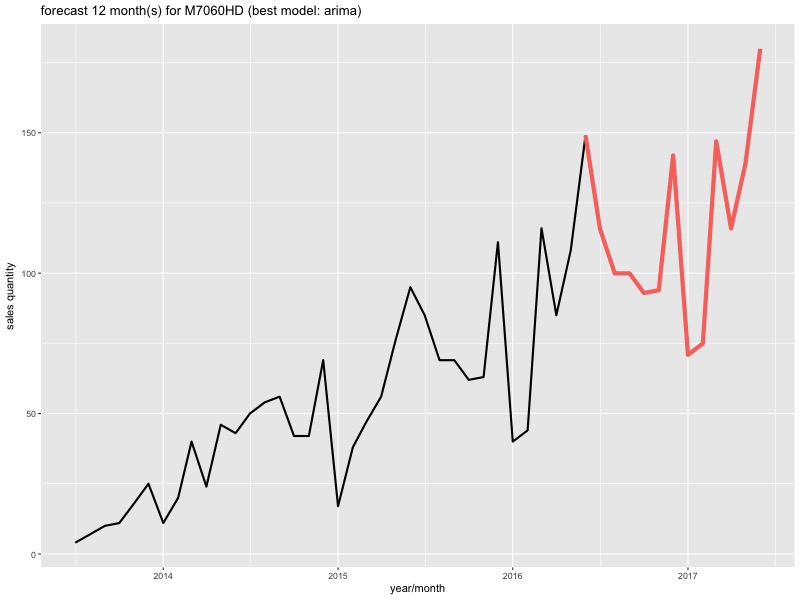 forecast 12 month(s) for M7060HD (best model: arima)
sales quantity
150
100
50
0
2014 2015 2016 2017
year/month